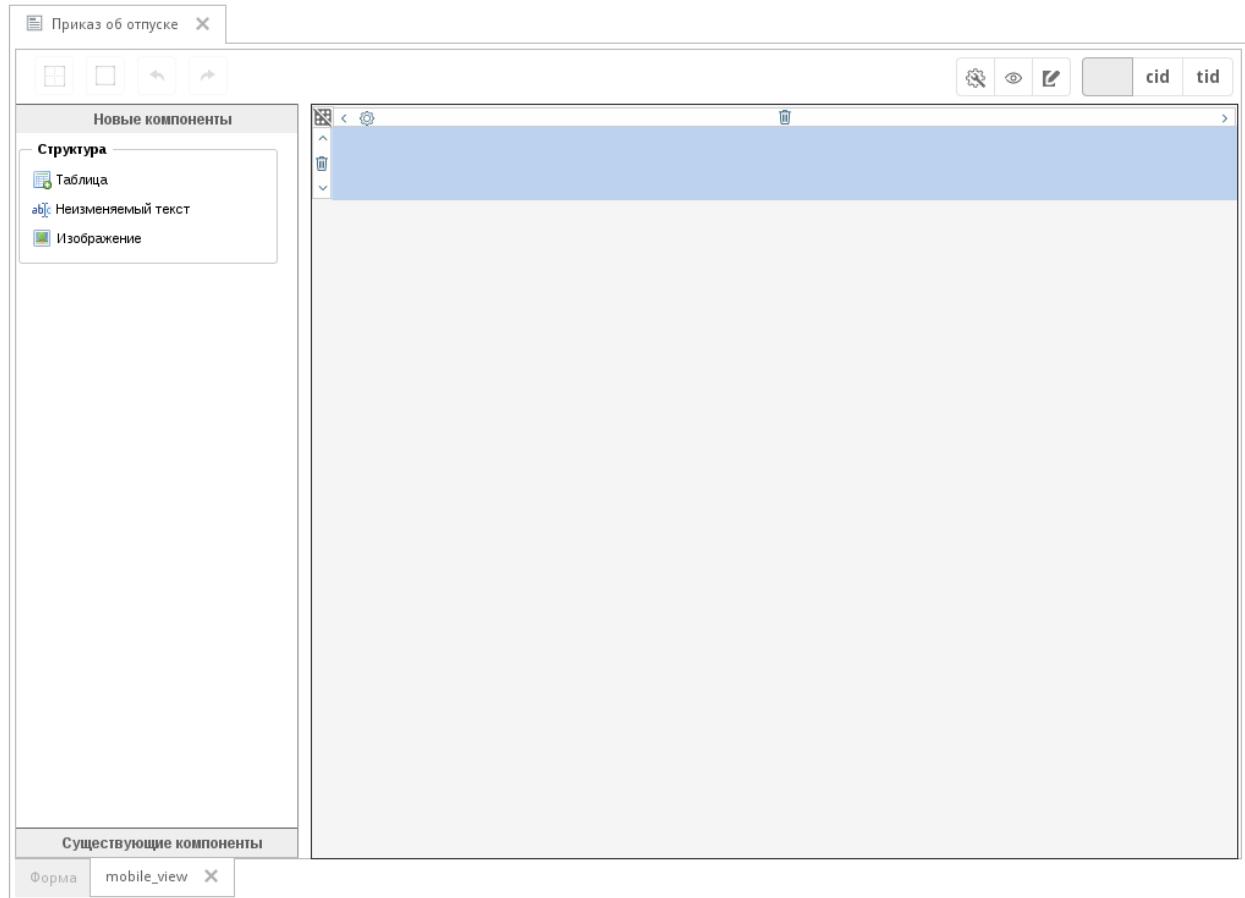 Приказ об отпуске
cid tid
Новые компоненты
Структура
Таблица
Неизменяемый текст
Изображение
Существующие компоненты
Форма mobile_view